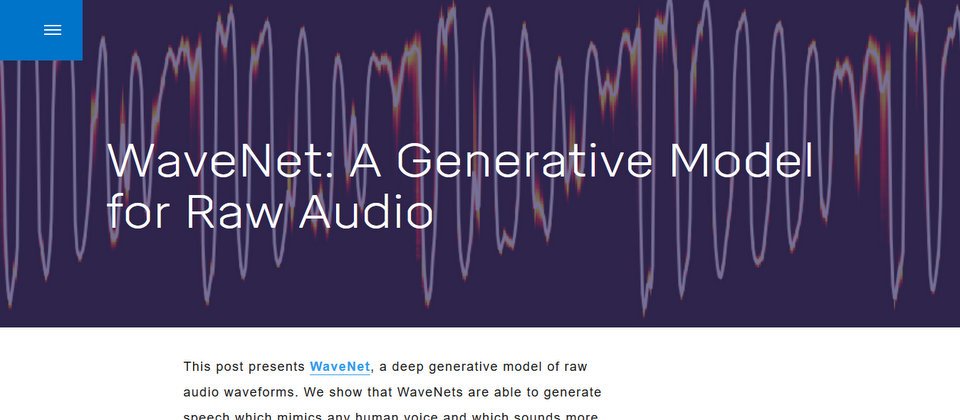 WaveNet: A Generative Model
for Raw Audio
This post presents WaveNet, a deep generative model of raw
audio waveforms. We show that WaveNets are able to generate
speech which mimics any human voice and which sounds more